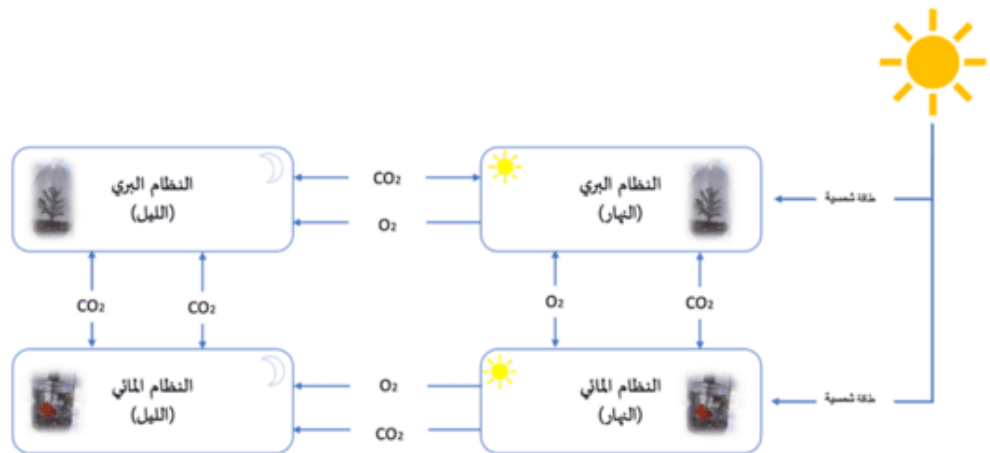 النظام البري
(النهار)
النظام البري
(الليل)
CO₂
O₂
طاقة شمسية
O₂
CO₂
CO₂
CO₂
النظام المائي
(النهار)
النظام المائي
(الليل)
O₂
CO₂
طاقة شمسية